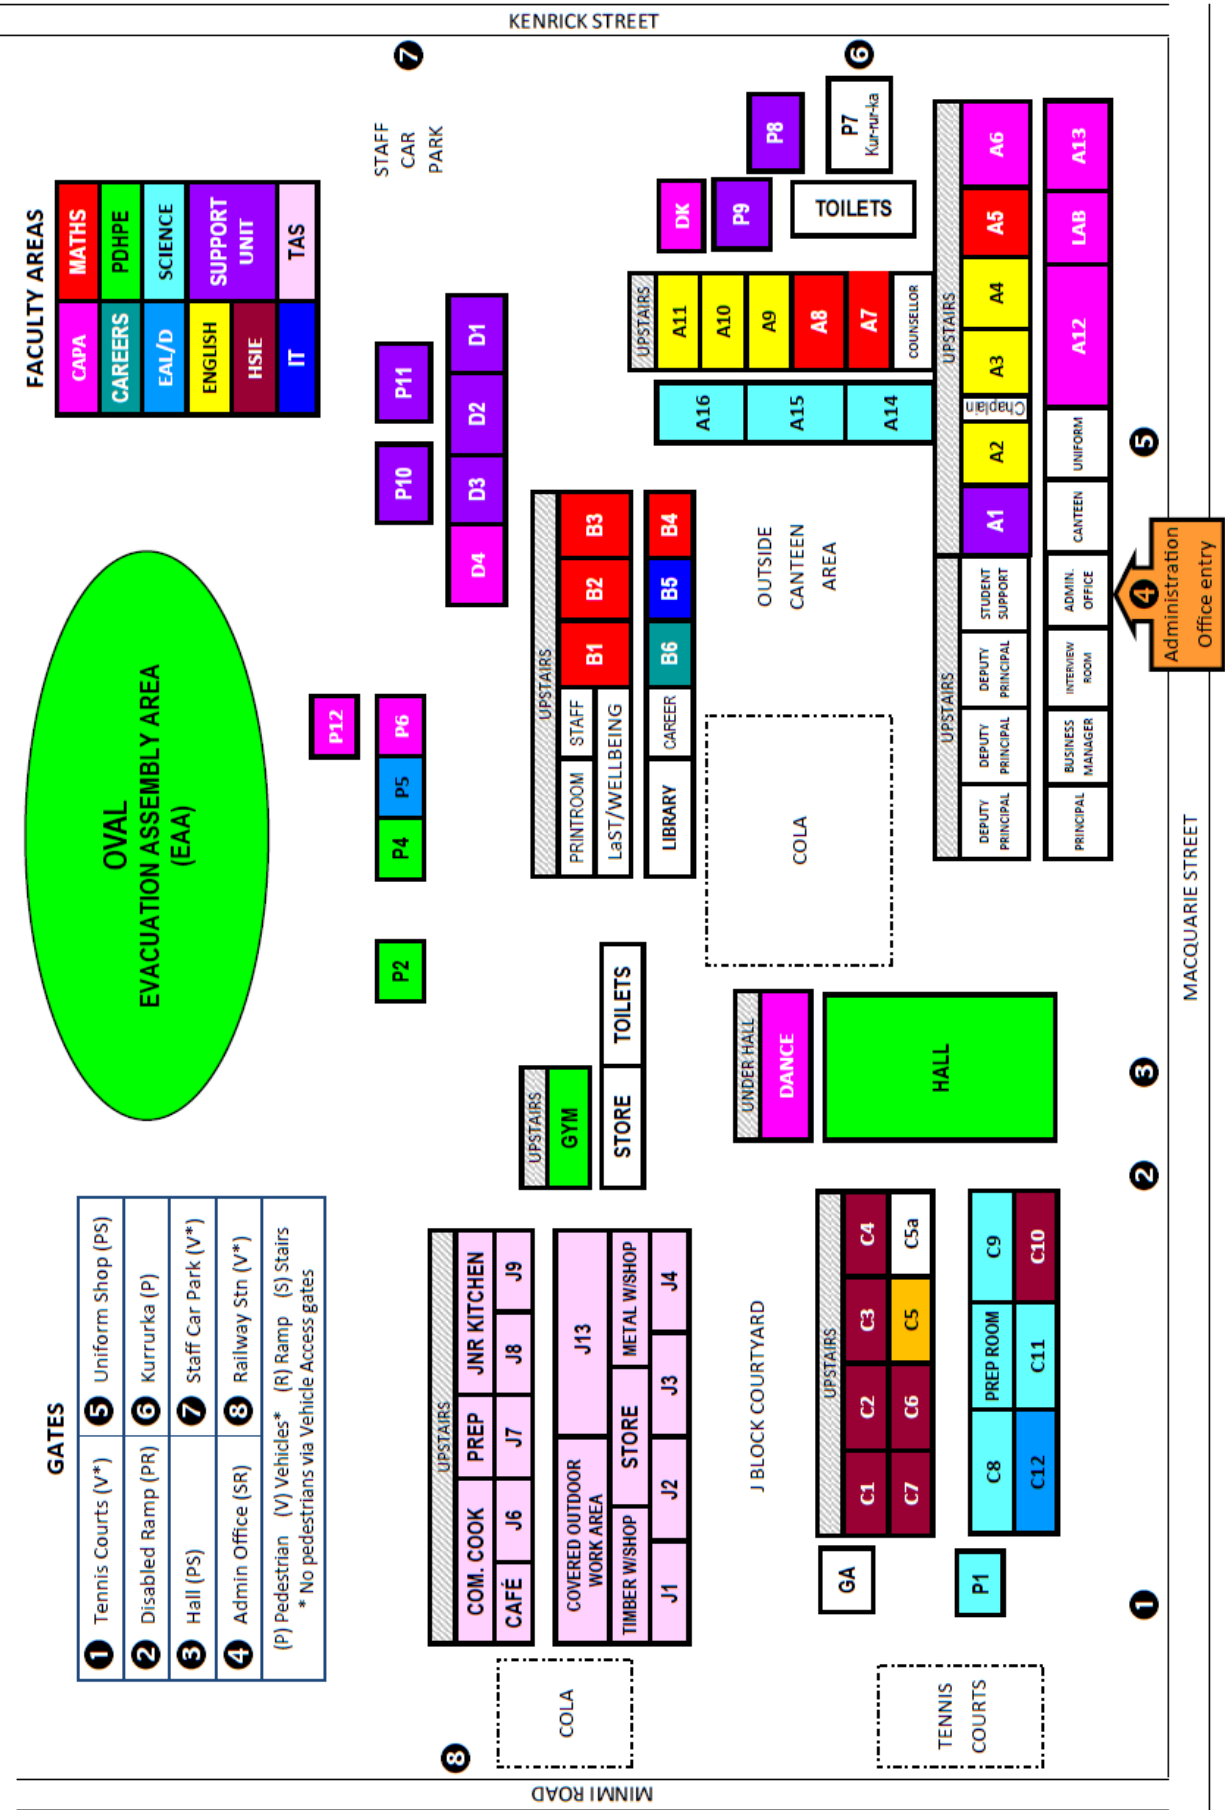 GATES
1 Tennis Courts (V*)
5 Uniform Shop (PS)
2 Disabled Ramp (PR)
6 Kurrurka (P)
3 Hall (PS)
7 Staff Car Park (V*)
4 Admin Office (SR)
8 Railway Stn (V*)
(P) Pedestrian (V) Vehicles* (R) Ramp (S) Stairs
* No pedestrians via Vehicle Access gates
OVAL
EVACUATION ASSEMBLY AREA
(EAA)
FACULTY AREAS
CAPA
MATHS
CAREERS
PDHPE
EAL/D
SCIENCE
ENGLISH
SUPPORT
UNIT
HSIE
IT
TAS
MINMI ROAD
KENRICK STREET
8
COLA
UPSTAIRS
COM. COOK
PREP
JNR KITCHEN
CAFÉ
J6
J7
J8
J9
COVERED OUTDOOR
WORK AREA
J13
TIMBER W/SHOP
STORE
METAL W/SHOP
J1
J2
J3
J4
J BLOCK COURTYARD
UPSTAIRS
GYM
STORE
TOILETS
P2
P4
P5
P6
P12
P10
P11
D4
D3
D2
D1
STAFF
CAR
PARK
7
UPSTAIRS
PRINTROOM
STAFF
LaST/WELLBEING
B1
B2
B3
LIBRARY
CAREER
B6
B5
B4
COLA
OUTSIDE
CANTEEN
AREA
UPSTAIRS
A11
A10
A9
A8
A7
COUNSELLOR
A16
A15
A14
DK
P9
P8
TOILETS
P7
Kur-rur-ka
6
TENNIS
COURTS
GA
P1
1
UPSTAIRS
C1
C2
C3
C4
C7
C6
C5
C5a
C8
PREP ROOM
C9
C12
C11
C10
2
UNDER HALL
DANCE
HALL
3
UPSTAIRS
DEPUTY
PRINCIPAL
DEPUTY
PRINCIPAL
DEPUTY
PRINCIPAL
STUDENT
SUPPORT
UPSTAIRS
A1
A2
Chaplain
A3
A4
A5
A6
PRINCIPAL
BUSINESS
MANAGER
INTERVIEW
ROOM
ADMIN.
OFFICE
CANTEEN
UNIFORM
A12
LAB
A13
4
Administration
Office entry
5
MACQUARIE STREET